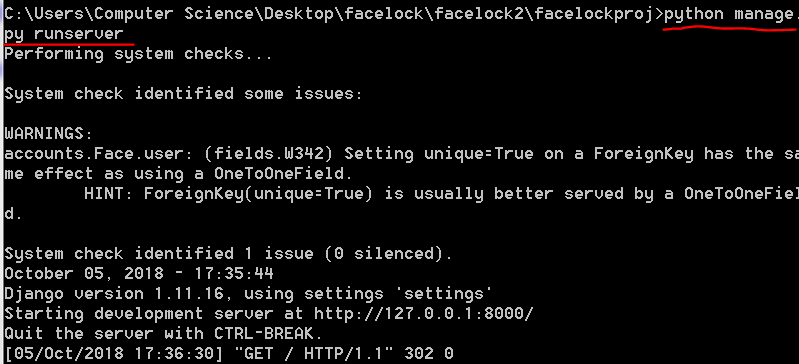 C:\Users\Computer Science\Desktop\facelock\facelock2\facelockproj>python manage.
py runserver
Performing system checks...
System check identified some issues:
WARNINGS:
accounts.Face.user: (fields.W342) Setting unique=True on a ForeignKey has the sa
me effect as using a OneToOneField.
HINT: ForeignKey(unique=True) is usually better served by a OneToOneFiel
d.
System check identified 1 issue (0 silenced).
October 05, 2018 - 17:35:44
Django version 1.11.16, using settings 'settings'
Starting development server at http://127.0.0.1:8000/
Quit the server with CTRL-BREAK.
[05/Oct/2018 17:36:30] "GET / HTTP/1.1" 302 0